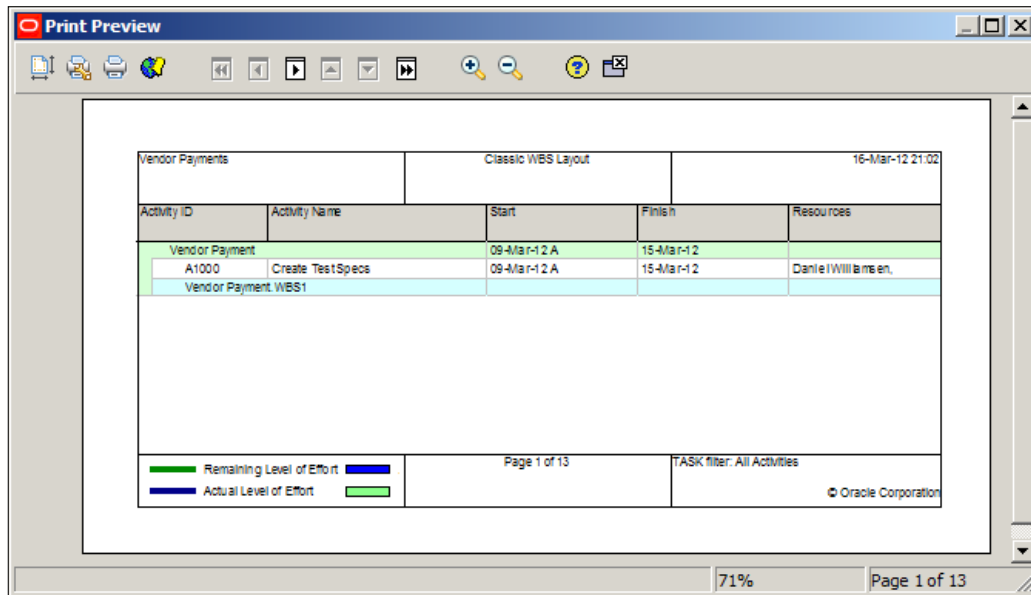 Print Preview
Vendor Payments Classic WBS Layout 16-Mar-12 21:02
Activity ID Activity Name Start Finish Resources
Vendor Payment 09-Mar-12 A 15-Mar-12
A1000 Create Test Specs 09-Mar-12 A 15-Mar-12 Daniel Williamsen,
Vendor Payment.WBS1
Remaining Level of Effort Page 1 of 13 TASK filter: All Activities
Actual Level of Effort © Oracle Corporation
71% Page 1 of 13